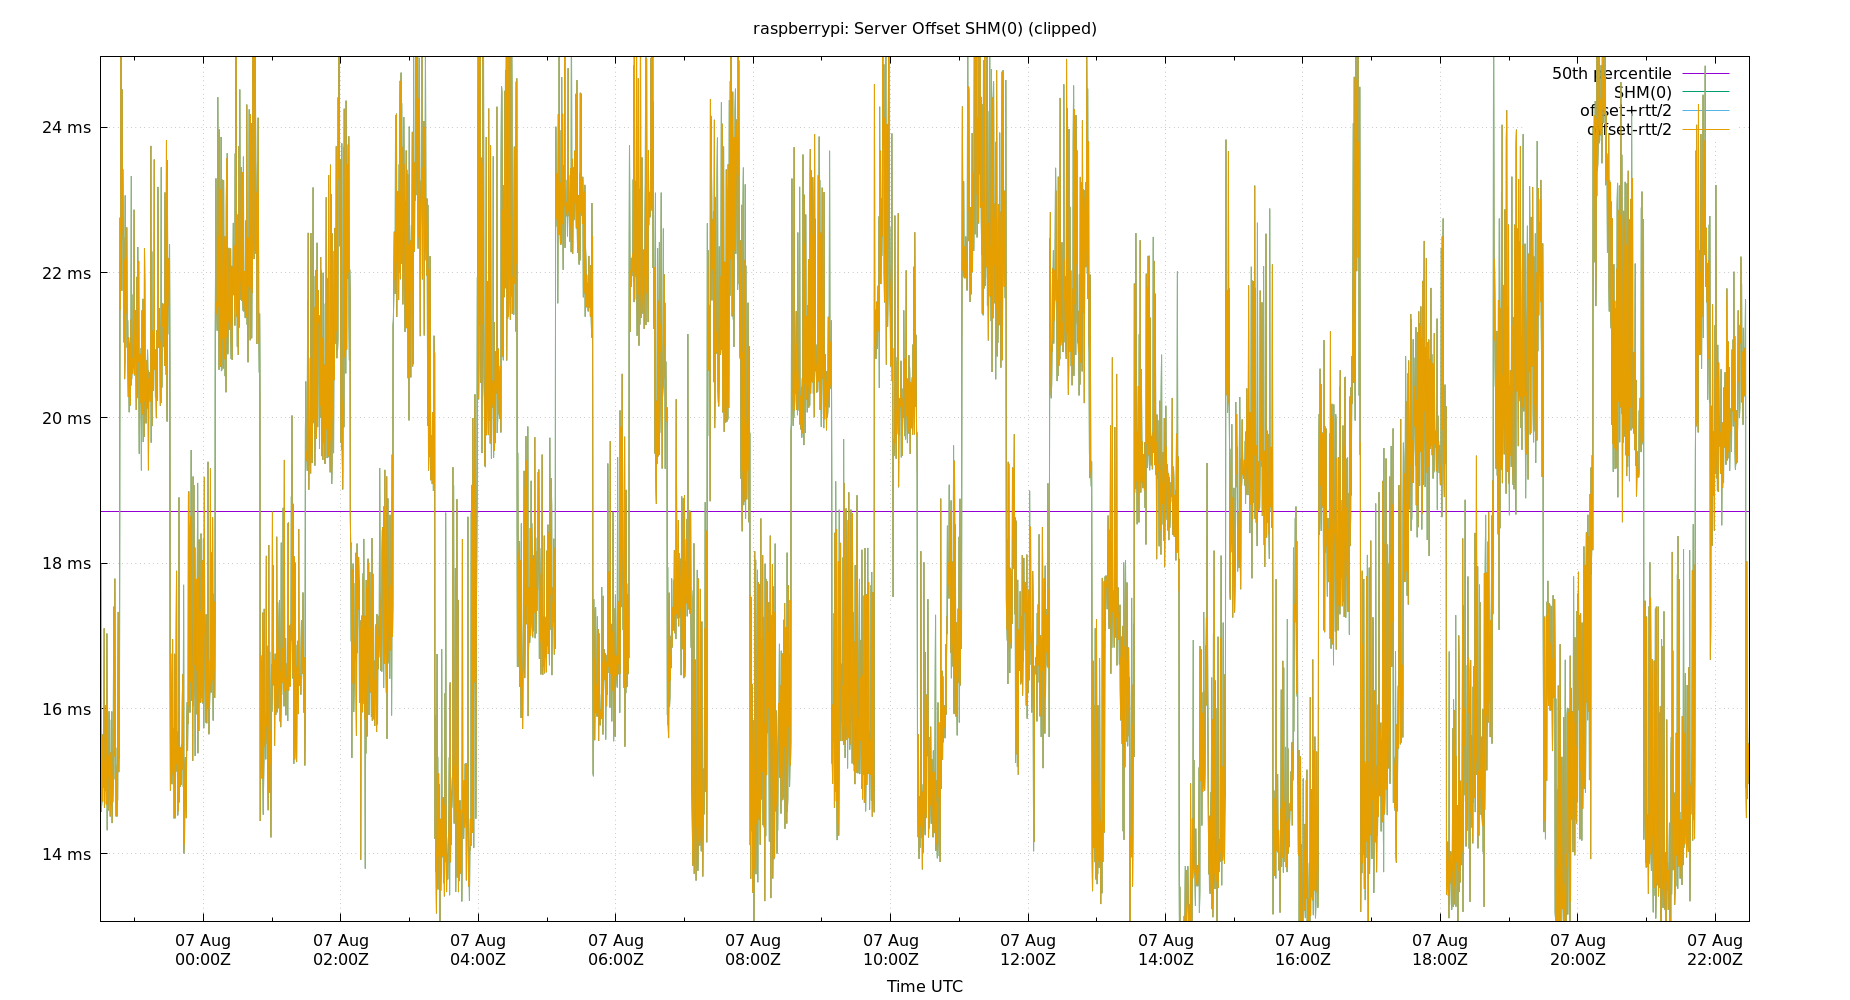 raspberrypi: Server Offset SHM(0) (clipped)
50th percentile
SHM(0)
offset+rtt/2
offset-rtt/2
24 ms
22 ms
20 ms
18 ms
16 ms
14 ms
07 Aug 07 Aug 07 Aug 07 Aug 07 Aug 07 Aug 07 Aug 07 Aug 07 Aug 07 Aug 07 Aug 07 Aug
00:00Z 02:00Z 04:00Z 06:00Z 08:00Z 10:00Z 12:00Z 14:00Z 16:00Z 18:00Z 20:00Z 22:00Z
Time UTC